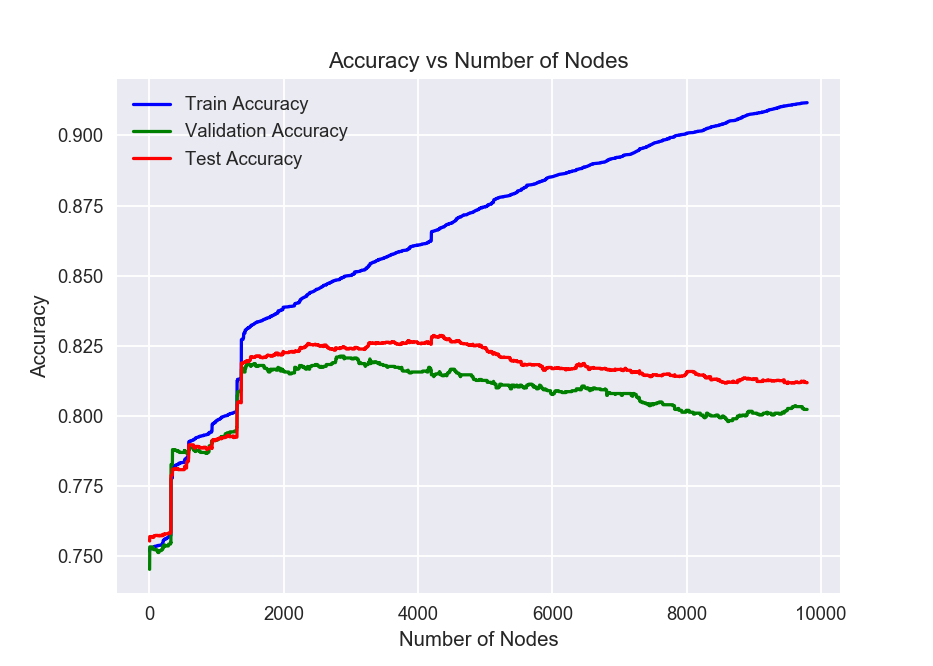 Accuracy vs Number of Nodes
Train Accuracy
Validation Accuracy
Test Accuracy
0.900
0.875
0.850
0.825
0.800
0.775
0.750
Accuracy
0 2000 4000 6000 8000 10000
Number of Nodes